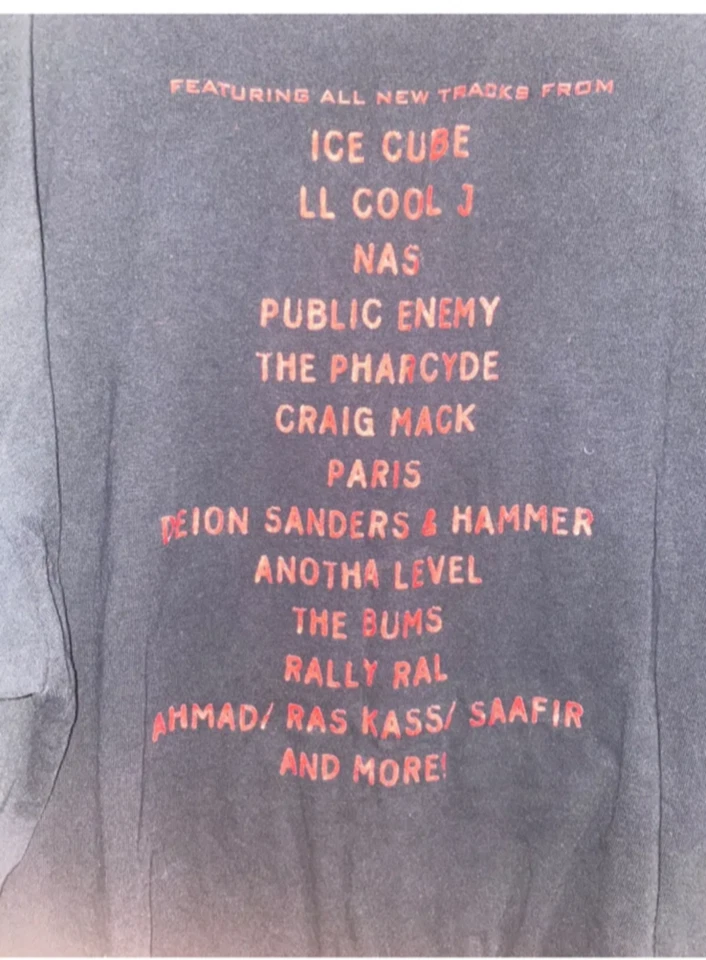 FEATURING ALL NEW TRACKS FROM
ICE CUBE
LL COOL J
NAS
PUBLIC ENEMY
THE PHARCYDE
CRAIG MACK
PARIS
DEION SANDERS & HAMMER
ANOTHA LEVEL
THE BUMS
RALLY RAL
AHMAD/ RAS KASS/ SAAFIR
AND MORE!